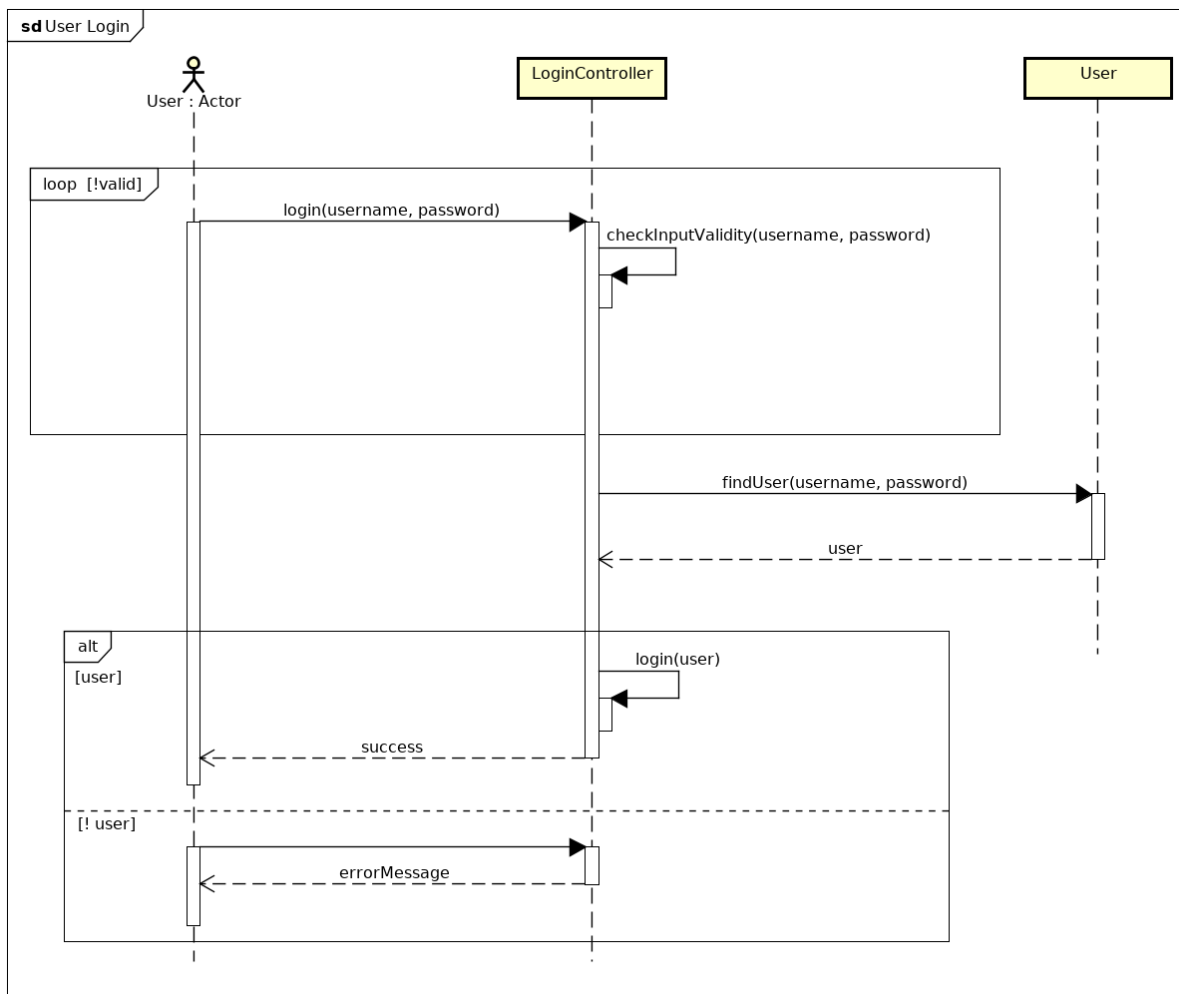 sd User Login
User : Actor
LoginController
User
loop [!valid]
login(username, password)
checkInputValidity(username, password)
findUser(username, password)
user
alt
[user]
login(user)
success
[! user]
errorMessage